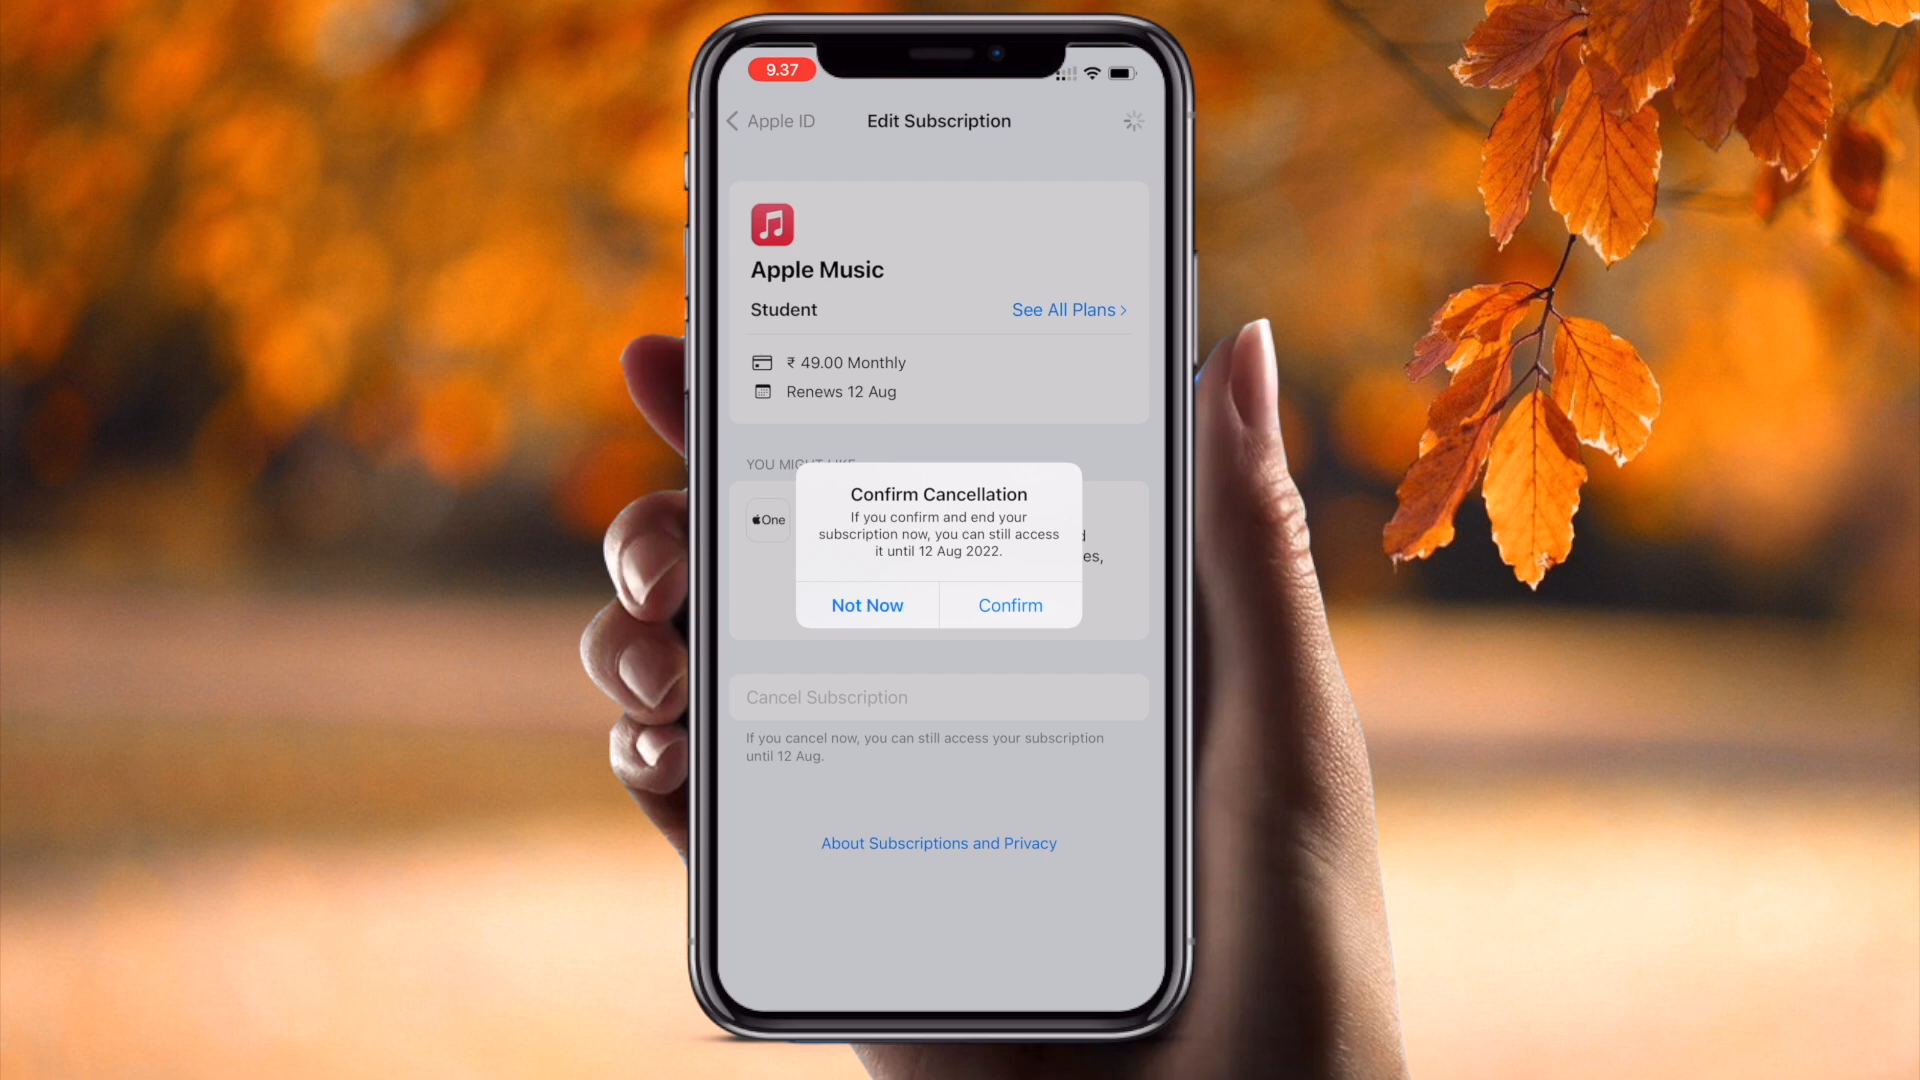 9.37
Apple ID
Edit Subscription
Apple Music
Student
See All Plans
₹ 49.00 Monthly
Renews 12 Aug
YOU MIGHT LIKE
One
es,
Confirm Cancellation
If you confirm and end your
subscription now, you can still access
it until 12 Aug 2022.
Not Now
Confirm
Cancel Subscription
If you cancel now, you can still access your subscription
until 12 Aug.
About Subscriptions and Privacy